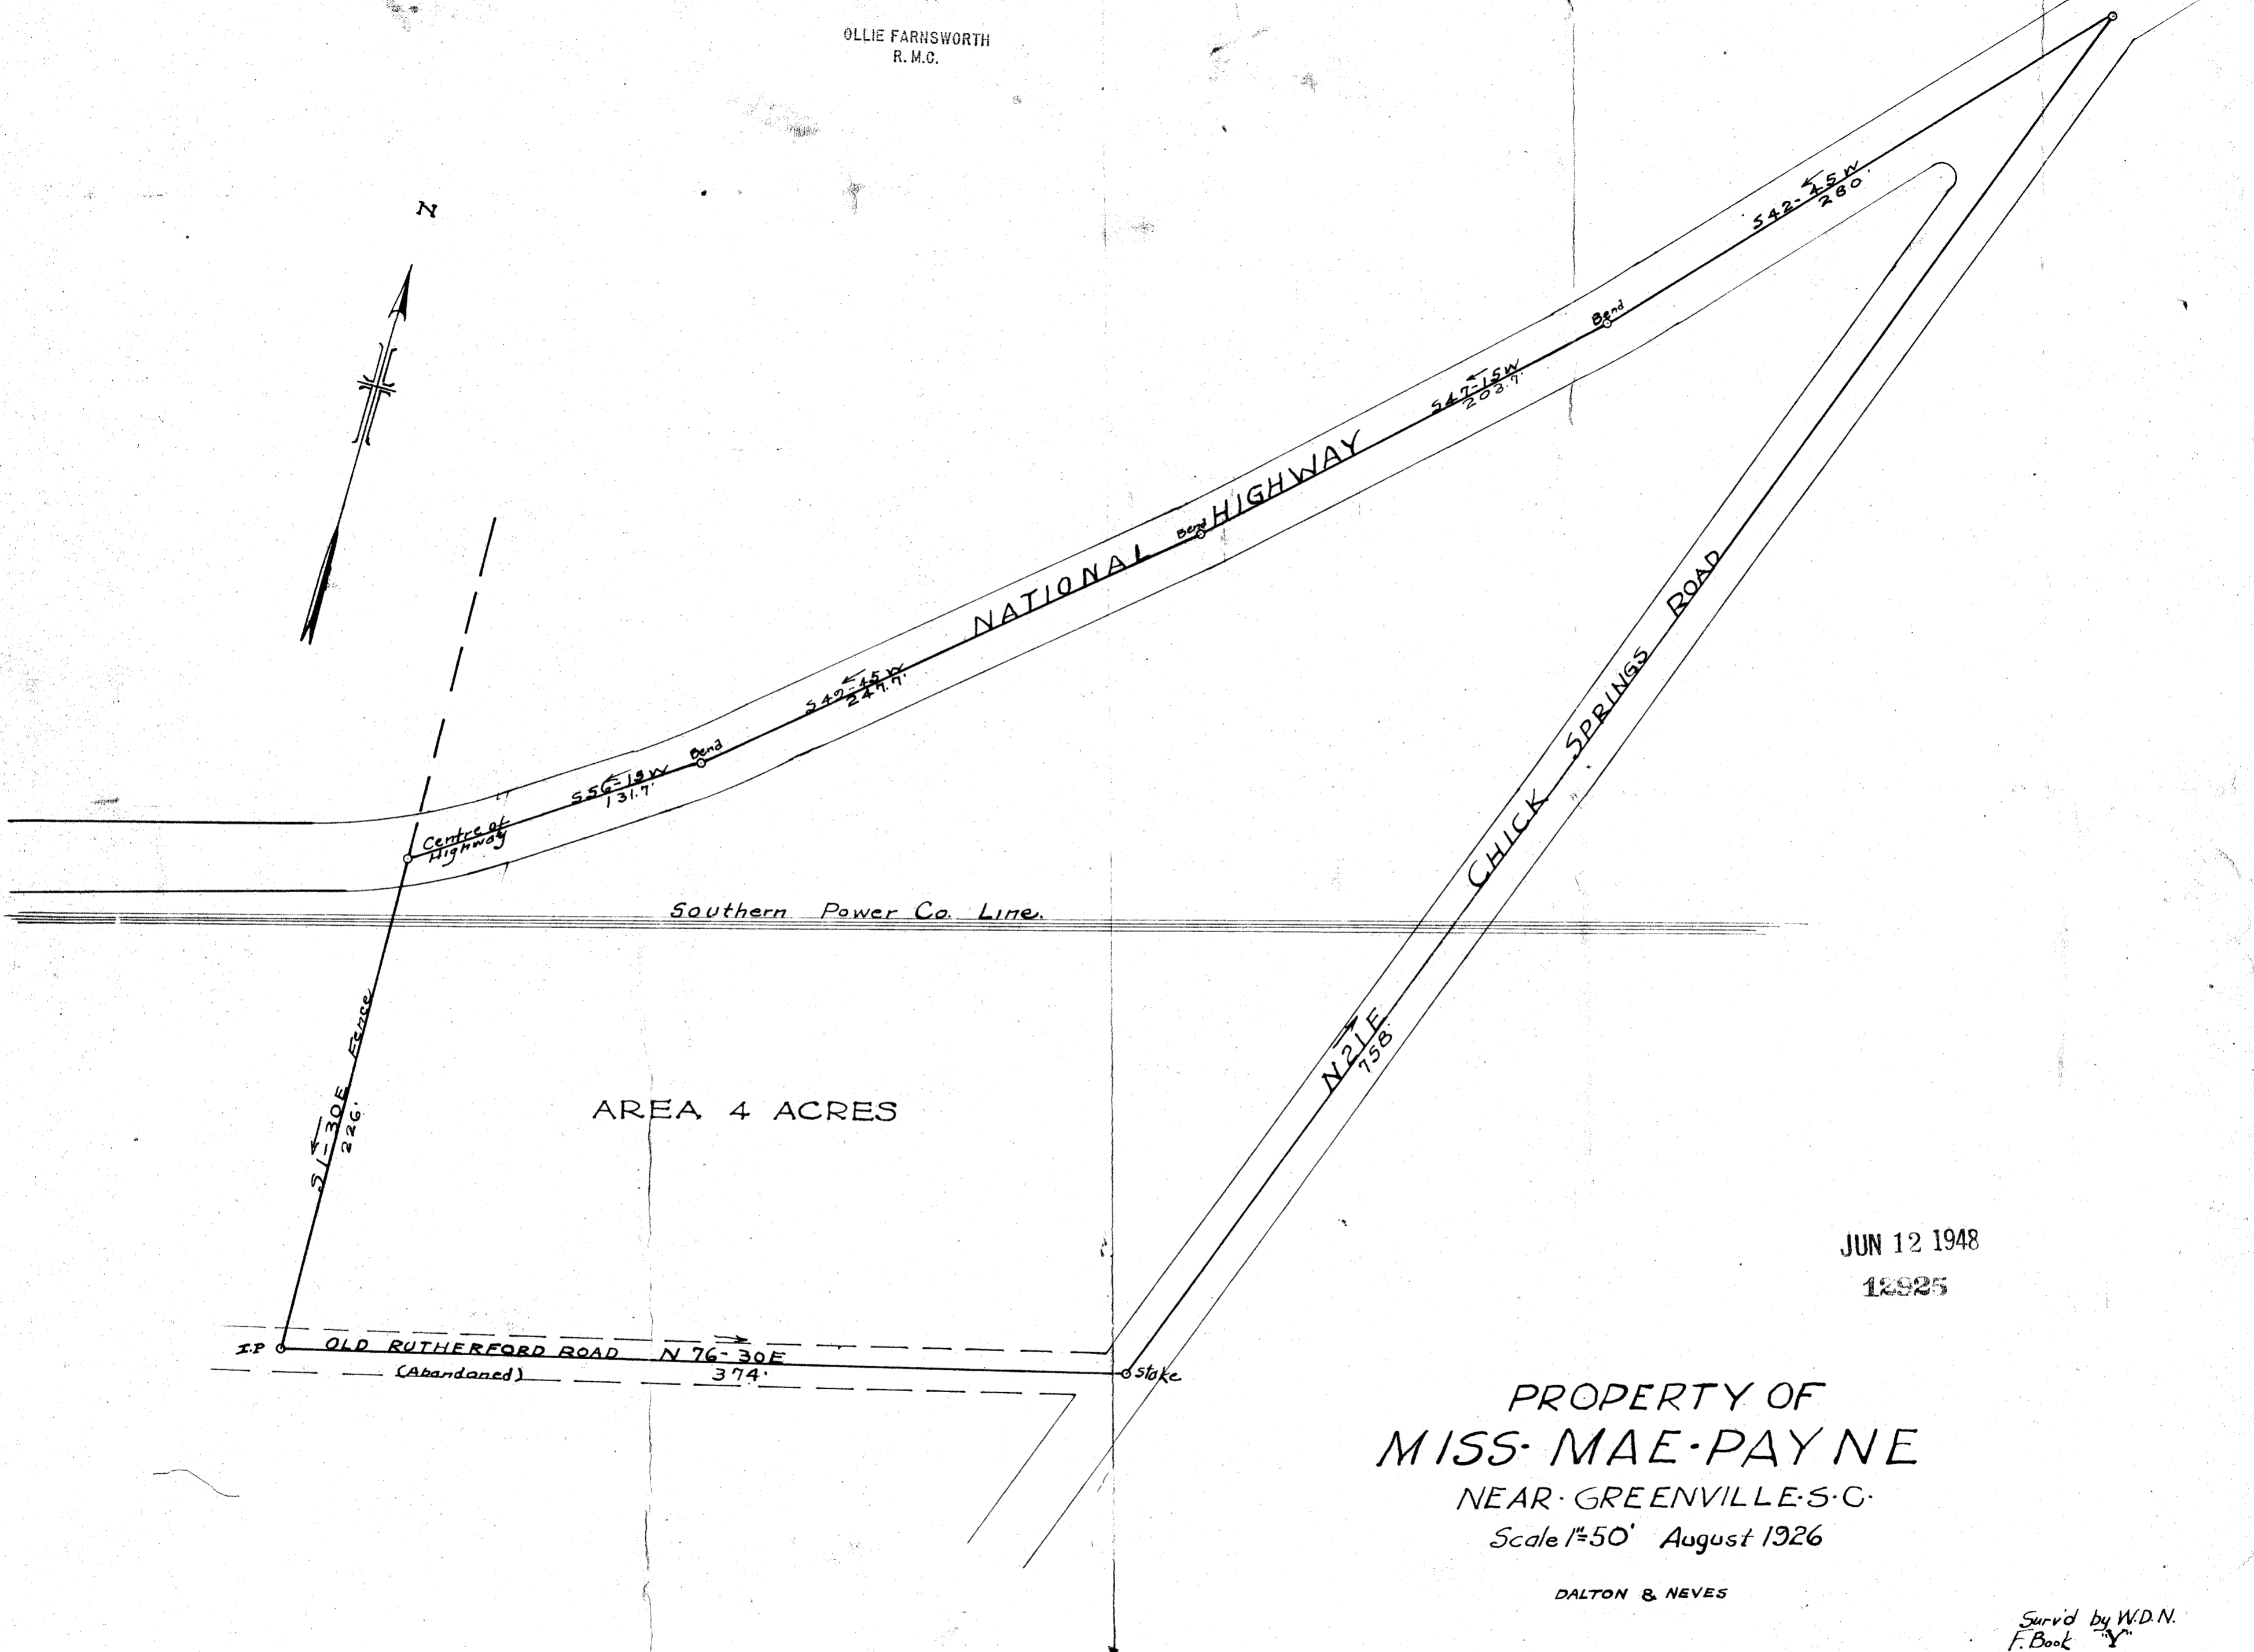 OLLIE FARNSWORTH
R. M. C.
N
S42-45W
280'
Bend
S47-15W
203.7'
NATIONAL HIGHWAY
Bend
S49-45W
247.7'
Bend
S56-15W
131.7'
Centre of
Highway
CHICK SPRINGS ROAD
Southern Power Co. Line.
Fence
S1-30E
226'
N21E
758'
AREA 4 ACRES
JUN 12 1948
12925
I.P
OLD RUTHERFORD ROAD N 76-30E
(Abandoned) 374'
Stake
PROPERTY OF
MISS· MAE·PAYNE
NEAR· GREENVILLE·S·C·
Scale 1"=50' August 1926
DALTON & NEVES
Surv'd by W.D.N.
F. Book "Y"